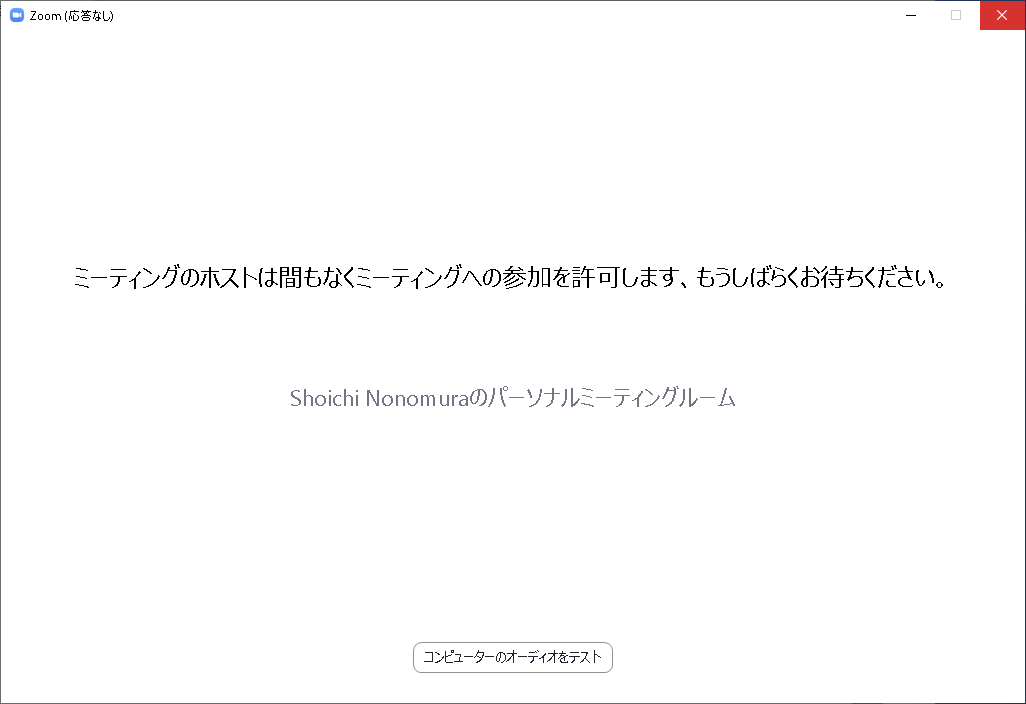 Zoom (応答なし)
ミーティングのホストは間もなくミーティングへの参加を許可します、もうしばらくお待ちください。
Shoichi Nonomuraのパーソナルミーティングルーム
コンピューターのオーディオをテスト